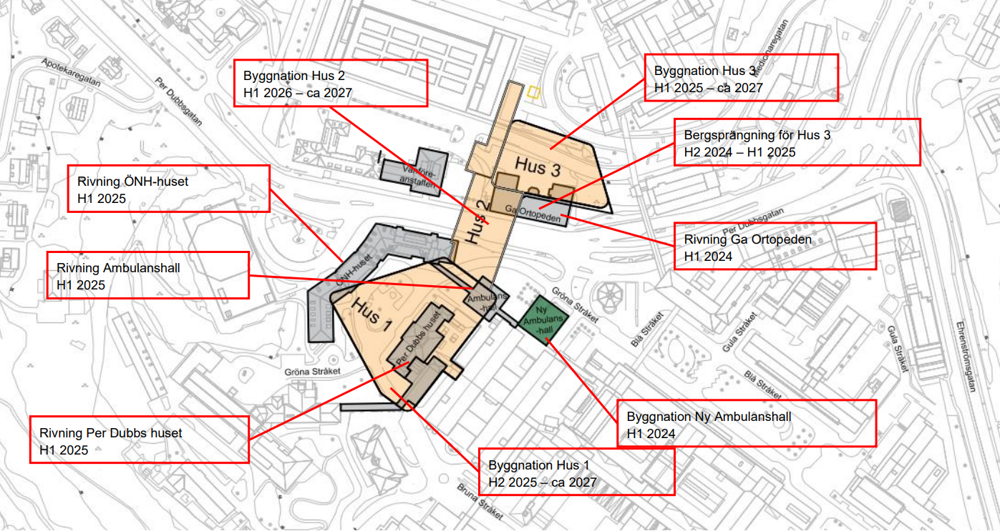 Apotekaregatan
Per Dubbsgatan
Byggnation Hus 2
H1 2026 – ca 2027
Byggnation Hus 3
H1 2025 – ca 2027
Medicinaregatan
Bergsprängning för Hus 3
H2 2024 – H1 2025
Rivning ÖNH-huset
H1 2025
Vanföre-
anstalten
Hus 3
Hus 2
Ga Ortopeden
Per Dubbsgatan
Rivning Ga Ortopeden
H1 2024
Rivning Ambulanshall
H1 2025
ÖNH-huset
Hus 1
Ambulans
-hall
Ny
Ambulans
-hall
Gröna Stråket
Blå Stråket
Gula Stråket
Gula Stråket
Ehrenströmsgatan
Per Dubbs huset
Gröna Stråket
Blå Stråket
Rivning Per Dubbs huset
H1 2025
Byggnation Ny Ambulanshall
H1 2024
Byggnation Hus 1
H2 2025 – ca 2027
Bruna Stråket